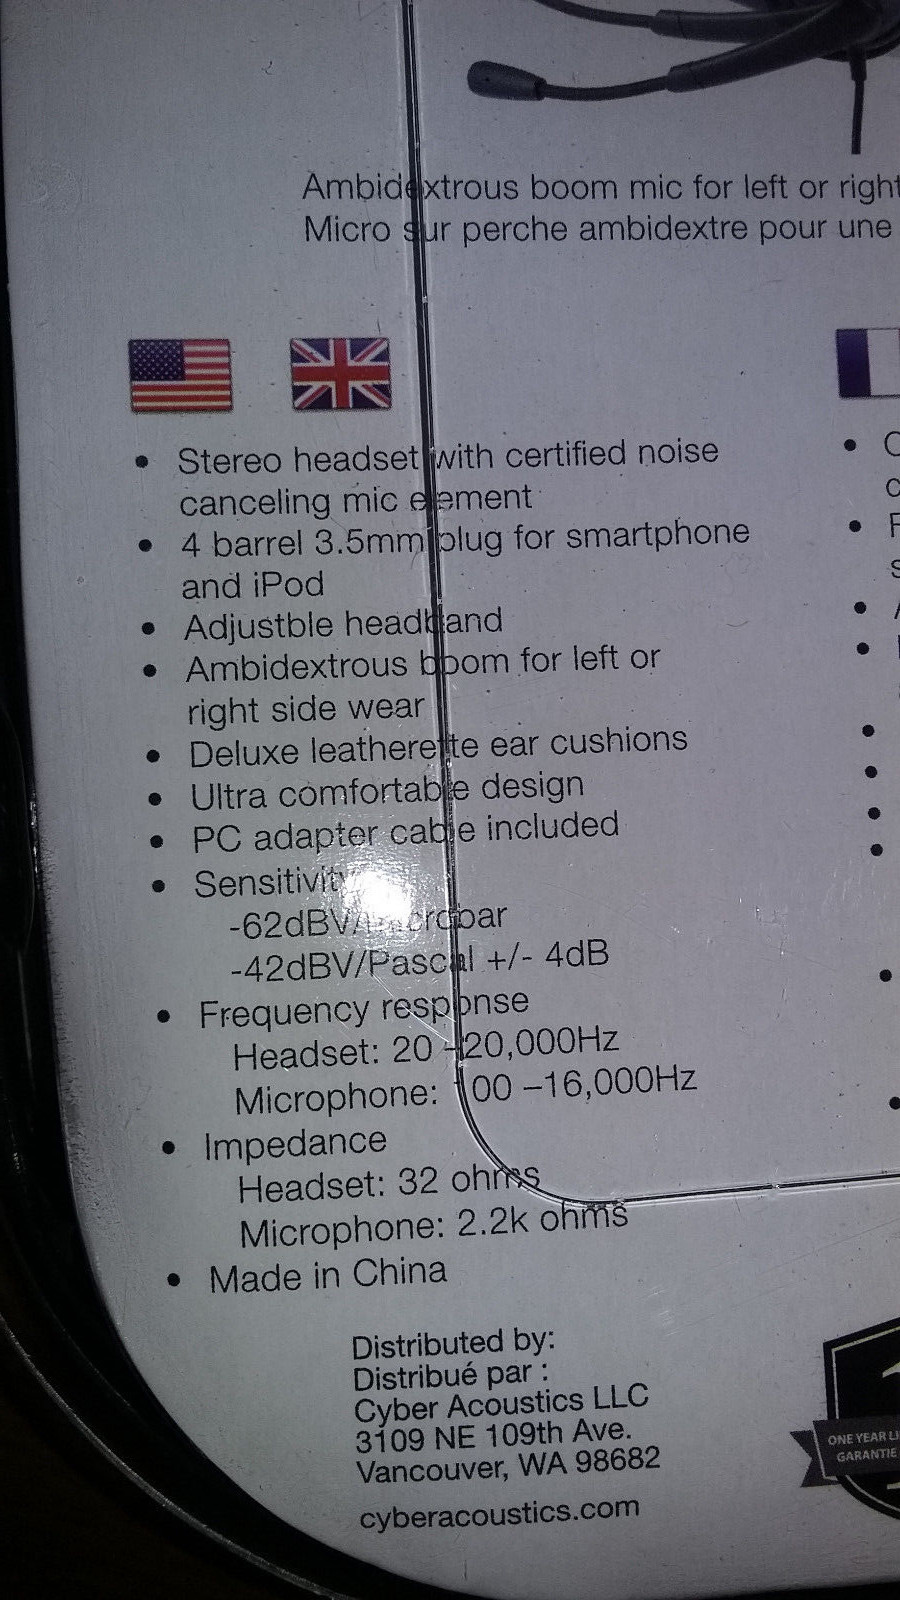 Ambidextrous boom mic for left or right
Micro sur perche ambidextre pour une
• Stereo headset with certified noise
canceling mic element
• 4 barrel 3.5mm plug for smartphone
and iPod
• Adjustble headband
• Ambidextrous boom for left or
right side wear
• Deluxe leatherette ear cushions
• Ultra comfortable design
• PC adapter cable included
• Sensitivity
-62dBV/microbar
-42dBV/Pascal +/- 4dB
• Frequency response
Headset: 20 –20,000Hz
Microphone: 100 –16,000Hz
• Impedance
Headset: 32 ohms
Microphone: 2.2k ohms
• Made in China
Distributed by:
Distribué par :
Cyber Acoustics LLC
3109 NE 109th Ave.
Vancouver, WA 98682
cyberacoustics.com
ONE YEAR
GARANTIE